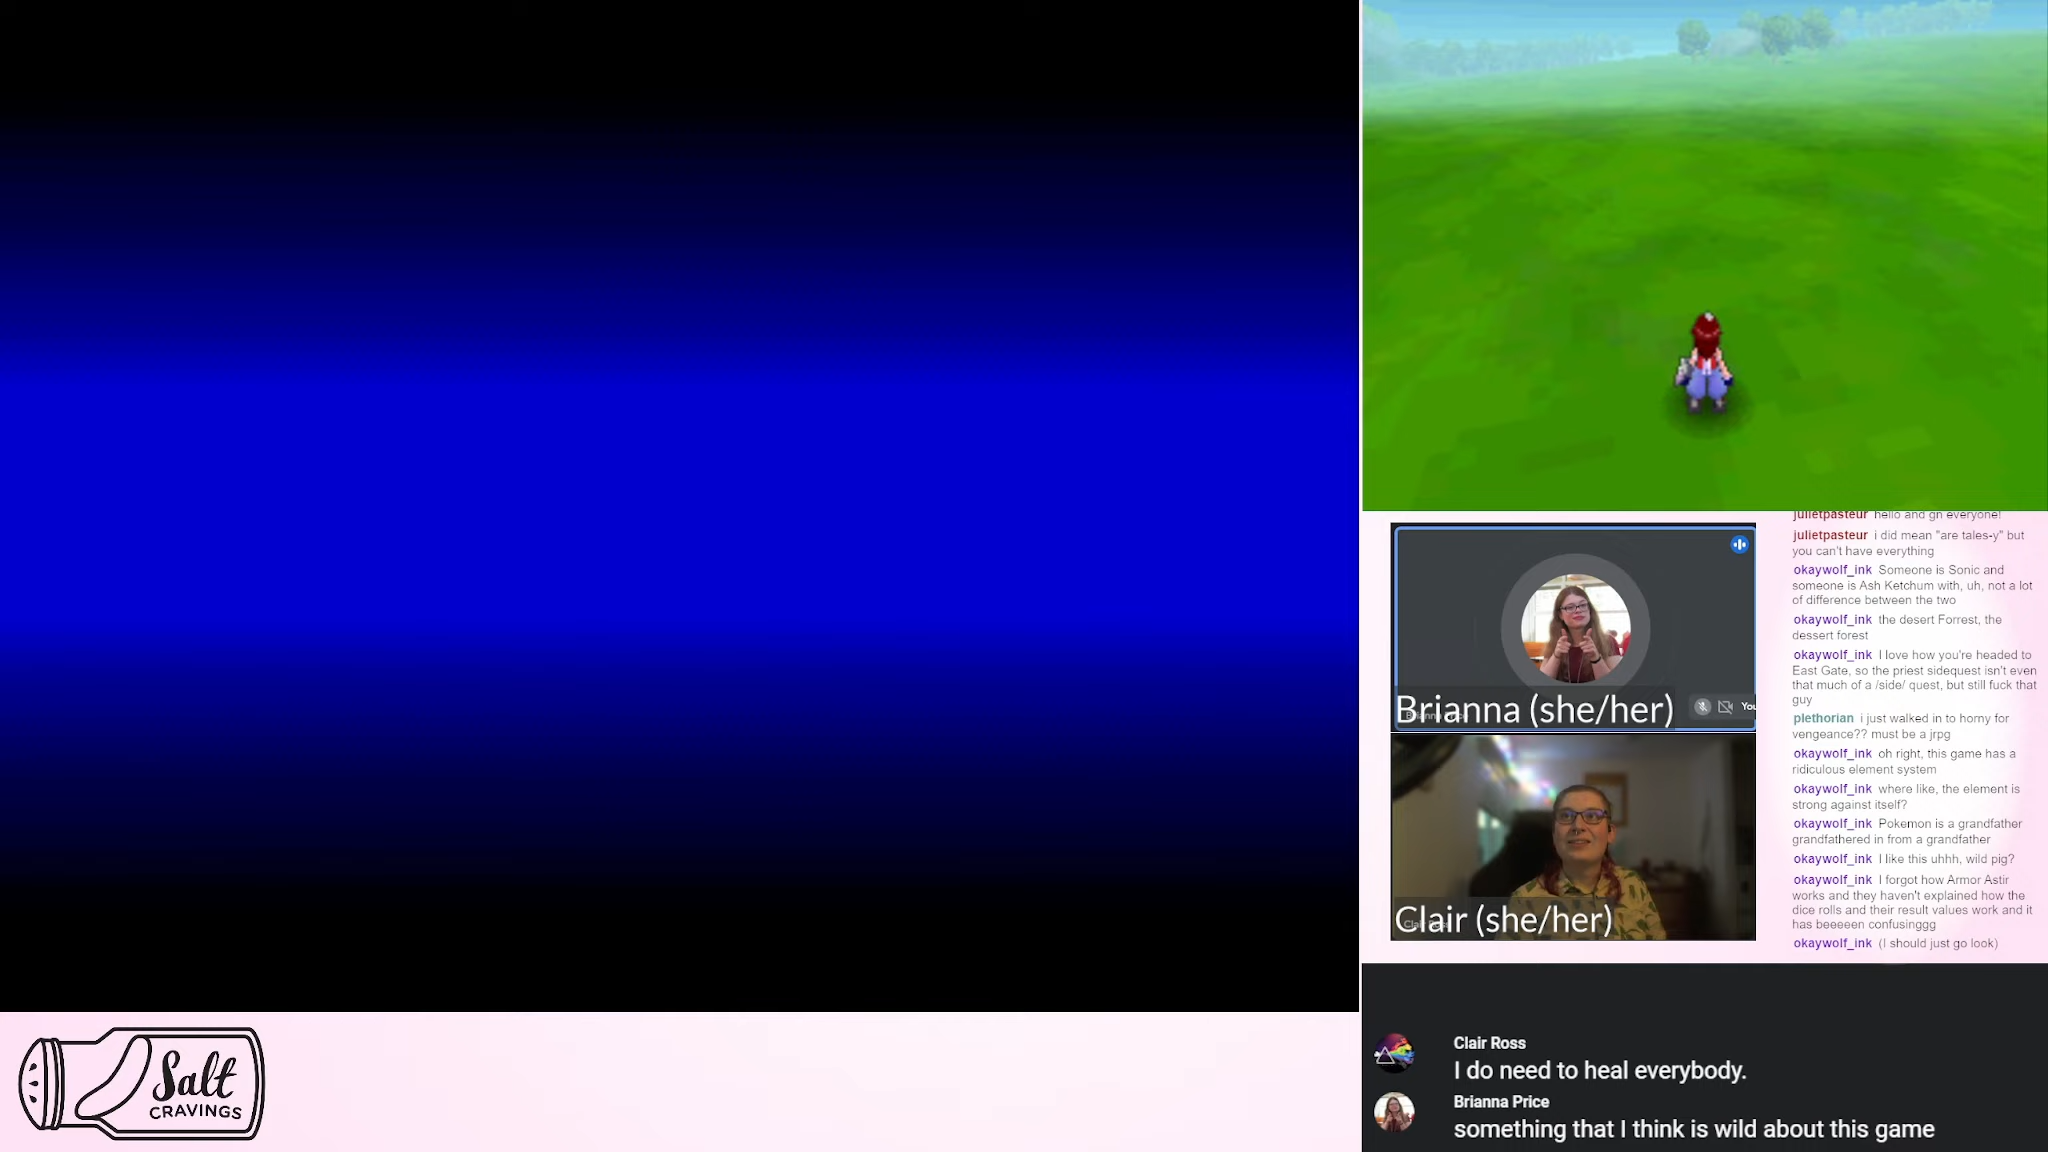 julietpasteur hello and gn everyone!
julietpasteur i did mean "are tales-y" but
you can't have everything
okaywolf_ink Someone is Sonic and
someone is Ash Ketchum with, uh, not a lot
of difference between the two
okaywolf_ink the desert Forrest, the
dessert forest
okaywolf_ink I love how you're headed to
East Gate, so the priest sidequest isn't even
that much of a /side/ quest, but still fuck that
guy
plethorian i just walked in to horny for
vengeance?? must be a jrpg
okaywolf_ink oh right, this game has a
ridiculous element system
okaywolf_ink where like, the element is
strong against itself?
okaywolf_ink Pokemon is a grandfather
grandfathered in from a grandfather
okaywolf_ink I like this uhhh, wild pig?
okaywolf_ink I forgot how Armor Astir
works and they haven't explained how the
dice rolls and their result values work and it
has beeeeen confusinggg
okaywolf_ink (I should just go look)
Brianna (she/her)
You
Clair (she/her)
Salt
CRAVINGS
Clair Ross
I do need to heal everybody.
Brianna Price
something that I think is wild about this game